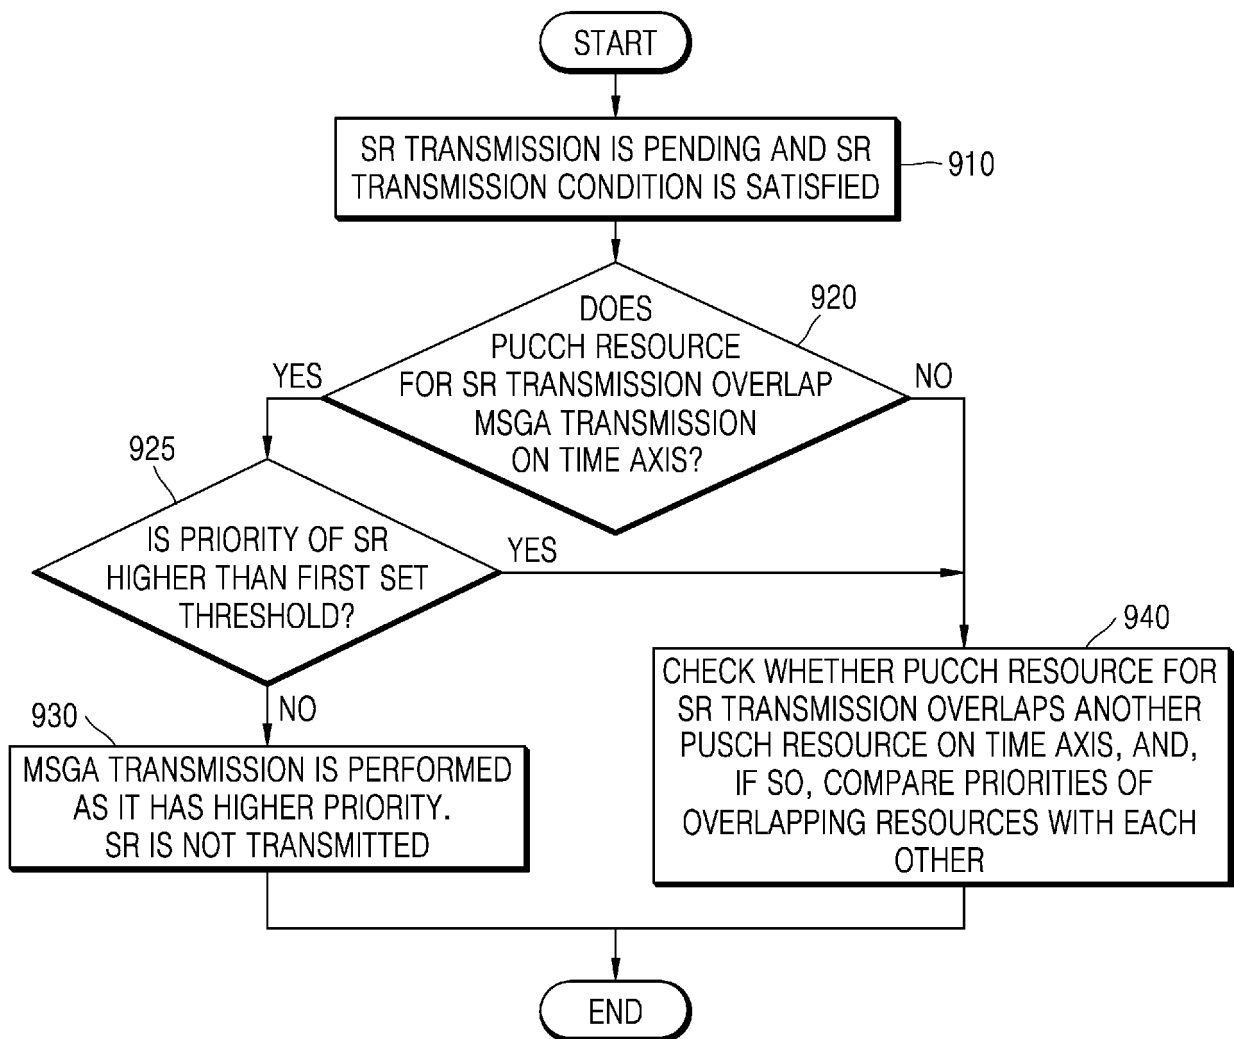 START
SR TRANSMISSION IS PENDING AND SR
TRANSMISSION CONDITION IS SATISFIED
910
DOES
PUCCH RESOURCE
FOR SR TRANSMISSION OVERLAP
MSGA TRANSMISSION
ON TIME AXIS?
920
YES
NO
925
IS PRIORITY OF SR
HIGHER THAN FIRST SET
THRESHOLD?
YES
NO
930
MSGA TRANSMISSION IS PERFORMED
AS IT HAS HIGHER PRIORITY.
SR IS NOT TRANSMITTED
940
CHECK WHETHER PUCCH RESOURCE FOR
SR TRANSMISSION OVERLAPS ANOTHER
PUSCH RESOURCE ON TIME AXIS, AND,
IF SO, COMPARE PRIORITIES OF
OVERLAPPING RESOURCES WITH EACH
OTHER
END